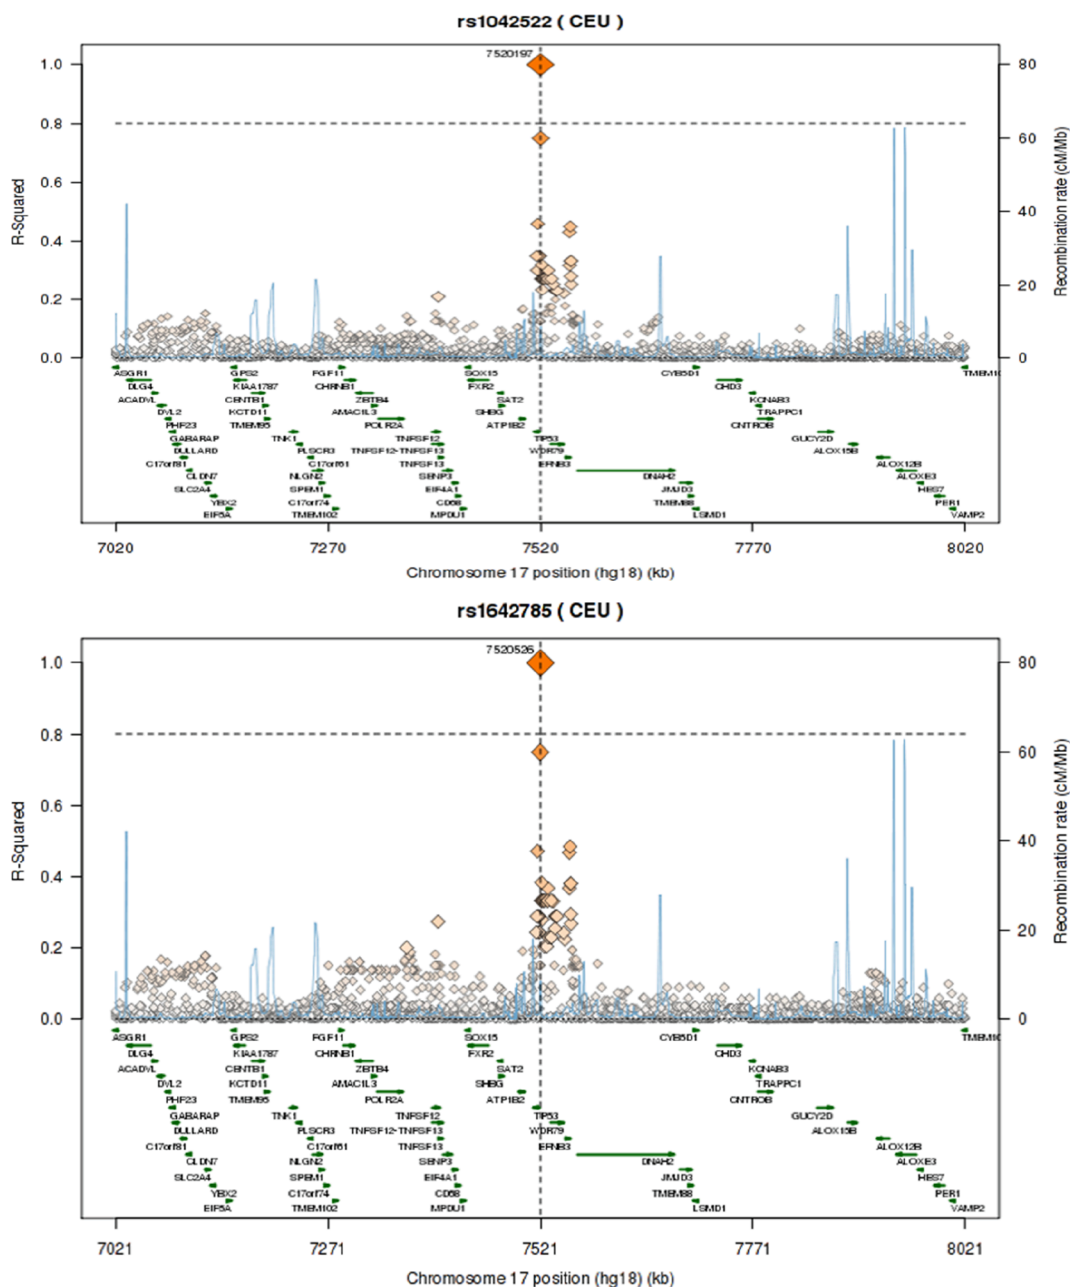 rs1042522 ( CEU )
7520197
1.0 80
0.8 60
0.6
40
0.4
20
0.2
0.0 0
R-Squared
Recombination rate (cM/Mb)
ASGR1 GPS2 FGF11 SOX15 CYB5D1 TMEM10
DLG4 KIAA1787 CHRNB1 FXR2 CHD3
ACADVL CENTB1 ZBTB4 SAT2 KCNAB3
DVL2 KCTD11 AMAC1L3 SHBG TRAPPC1
PHF23 TMEM95 POLR2A ATP1B2 CNTROB
GABARAP TNK1 TNFSF12 TP53 GUCY2D
DULLARD PLSCR3 TNFSF12-TNFSF13 WDR79 ALOX15B
C17orf81 C17orf61 TNFSF13 EFNB3 ALOX12B
CLDN7 NLGN2 SENP3 DNAH2 ALOXE3
SLC2A4 SPEM1 EIF4A1 JMJD3 HES7
YBX2 C17orf74 CD68 TMEM88 PER1
EIF5A TMEM102 MPDU1 LSMD1 VAMP2
7020 7270 7520 7770 8020
Chromosome 17 position (hg18) (kb)
rs1642785 ( CEU )
7520526
1.0 80
0.8
60
0.6
40
0.4
0.2 20
0.0 0
R-Squared
Recombination rate (cM/Mb)
ASGR1 GPS2 FGF11 SOX15 CYB5D1 TMEM10
DLG4 KIAA1787 CHRNB1 FXR2 CHD3
ACADVL CENTB1 ZBTB4 SAT2 KCNAB3
DVL2 KCTD11 AMAC1L3 SHBG TRAPPC1
PHF23 TMEM95 POLR2A ATP1B2 CNTROB
GABARAP TNK1 TNFSF12 TP53 GUCY2D
DULLARD PLSCR3 TNFSF12-TNFSF13 WDR79 ALOX15B
C17orf81 C17orf61 TNFSF13 EFNB3 ALOX12B
CLDN7 NLGN2 SENP3 DNAH2 ALOXE3
SLC2A4 SPEM1 EIF4A1 JMJD3 HES7
YBX2 C17orf74 CD68 TMEM88 PER1
EIF5A TMEM102 MPDU1 LSMD1 VAMP2
7021 7271 7521 7771 8021
Chromosome 17 position (hg18) (kb)